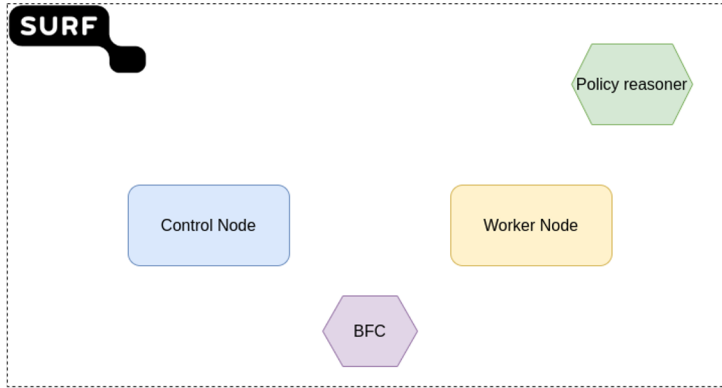 SURF
Policy reasoner
Control Node
Worker Node
BFC